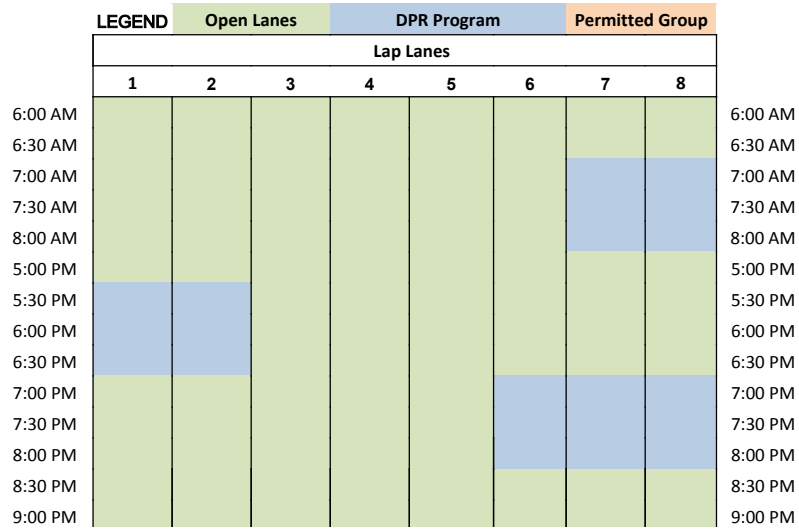 LEGEND Open Lanes DPR Program Permitted Group
Lap Lanes
1 2 3 4 5 6 7 8
6:00 AM 6:00 AM
6:30 AM 6:30 AM
7:00 AM 7:00 AM
7:30 AM 7:30 AM
8:00 AM 8:00 AM
5:00 PM 5:00 PM
5:30 PM 5:30 PM
6:00 PM 6:00 PM
6:30 PM 6:30 PM
7:00 PM 7:00 PM
7:30 PM 7:30 PM
8:00 PM 8:00 PM
8:30 PM 8:30 PM
9:00 PM 9:00 PM